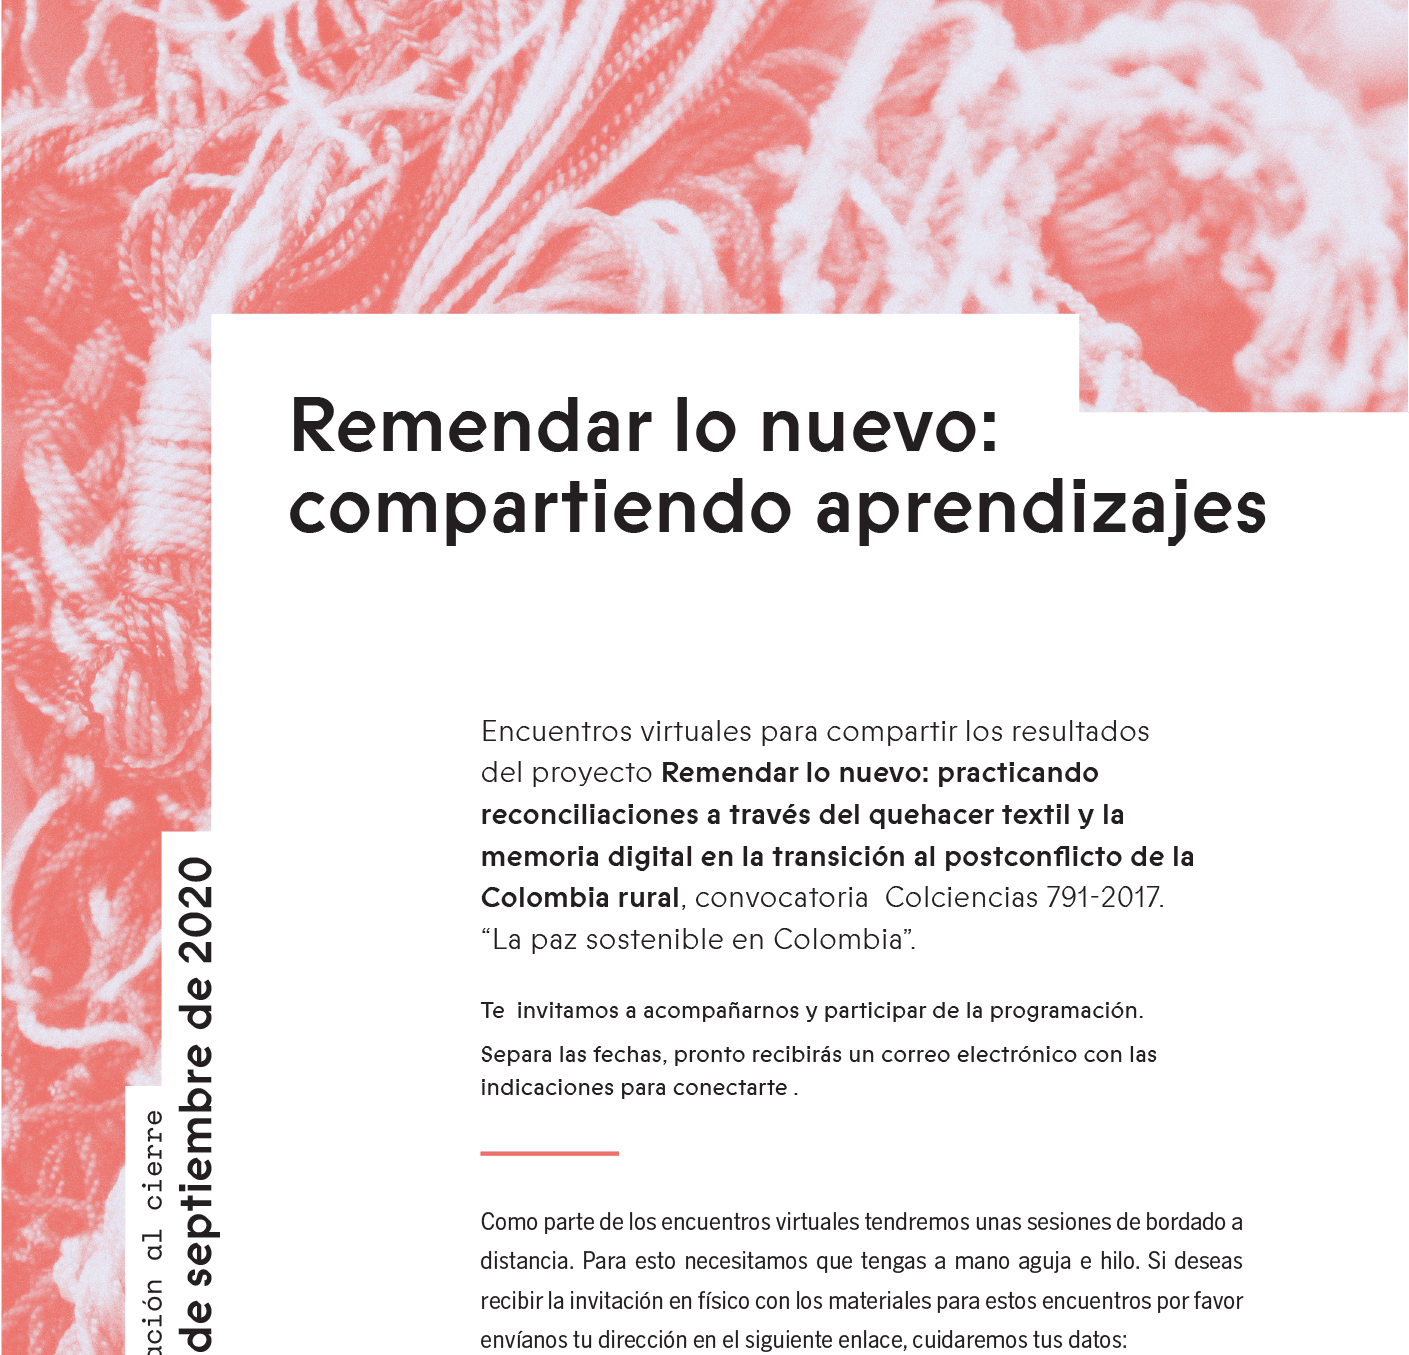 Remendar lo nuevo:
compartiendo aprendizajes
Encuentros virtuales para compartir los resultados
del proyecto Remendar lo nuevo: practicando
reconciliaciones a través del quehacer textil y la
memoria digital en la transición al postconflicto de la
Colombia rural, convocatoria Colciencias 791-2017.
“La paz sostenible en Colombia”.
Te invitamos a acompañarnos y participar de la programación.
Separa las fechas, pronto recibirás un correo electrónico con las
indicaciones para conectarte .
Como parte de los encuentros virtuales tendremos unas sesiones de bordado a
distancia. Para esto necesitamos que tengas a mano aguja e hilo. Si deseas
recibir la invitación en físico con los materiales para estos encuentros por favor
envíanos tu dirección en el siguiente enlace, cuidaremos tus datos:
al cierre
de septiembre de 2020